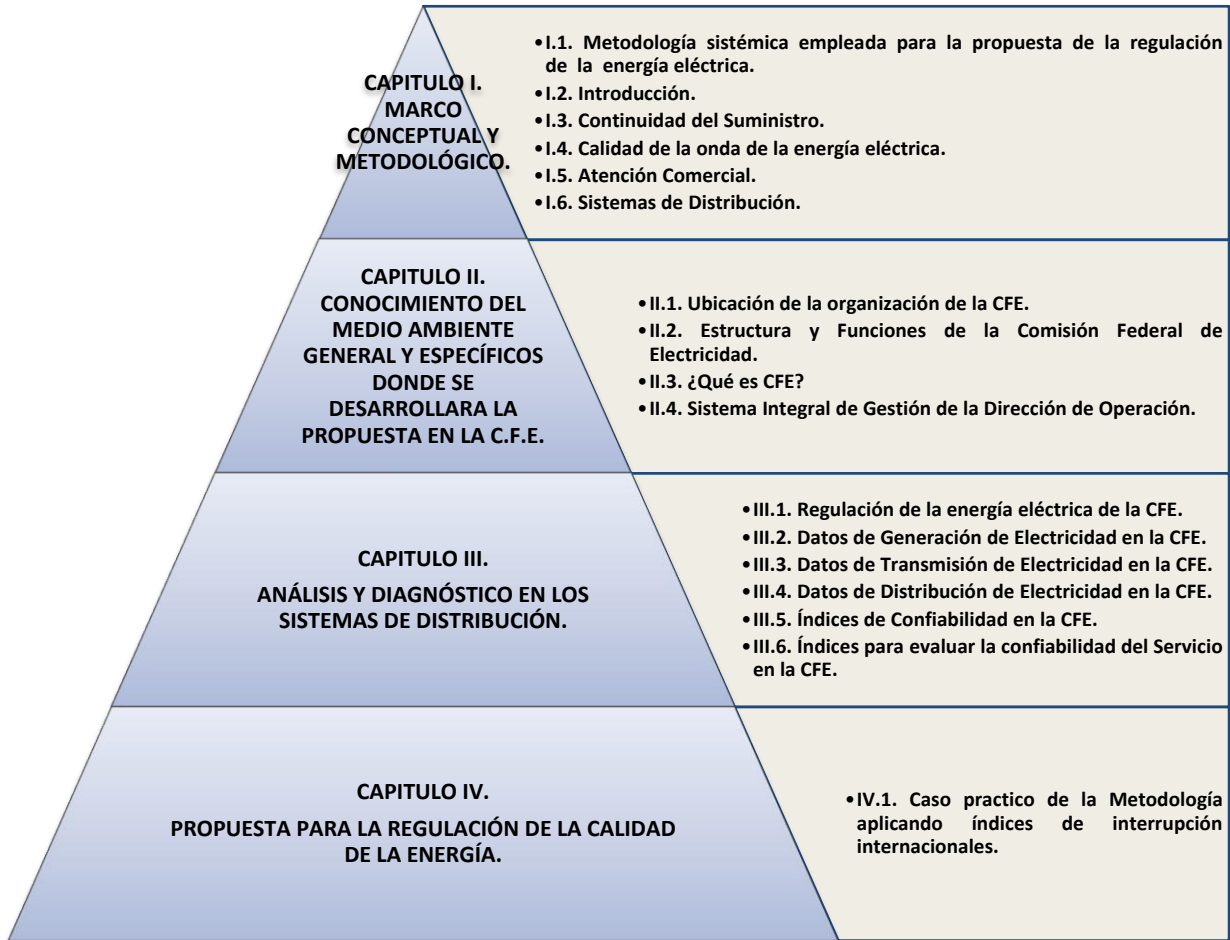 CAPITULO I.
MARCO
CONCEPTUAL Y
METODOLÓGICO.
•I.1. Metodología sistémica empleada para la propuesta de la regulación
de la energía eléctrica.
•I.2. Introducción.
•I.3. Continuidad del Suministro.
•I.4. Calidad de la onda de la energía eléctrica.
•I.5. Atención Comercial.
•I.6. Sistemas de Distribución.
CAPITULO II.
CONOCIMIENTO DEL
MEDIO AMBIENTE
GENERAL Y ESPECÍFICOS
DONDE SE
DESARROLLARA LA
PROPUESTA EN LA C.F.E.
•II.1. Ubicación de la organización de la CFE.
•II.2. Estructura y Funciones de la Comisión Federal de
Electricidad.
•II.3. ¿Qué es CFE?
•II.4. Sistema Integral de Gestión de la Dirección de Operación.
CAPITULO III.
ANÁLISIS Y DIAGNÓSTICO EN LOS
SISTEMAS DE DISTRIBUCIÓN.
•III.1. Regulación de la energía eléctrica de la CFE.
•III.2. Datos de Generación de Electricidad en la CFE.
•III.3. Datos de Transmisión de Electricidad en la CFE.
•III.4. Datos de Distribución de Electricidad en la CFE.
•III.5. Índices de Confiabilidad en la CFE.
•III.6. Índices para evaluar la confiabilidad del Servicio
en la CFE.
CAPITULO IV.
PROPUESTA PARA LA REGULACIÓN DE LA CALIDAD
DE LA ENERGÍA.
•IV.1. Caso practico de la Metodología
aplicando índices de interrupción
internacionales.